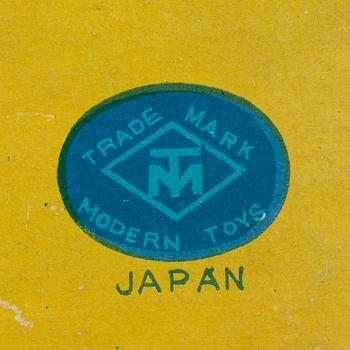 TRADE MARK
TM
MODERN TOYS
JAPAN